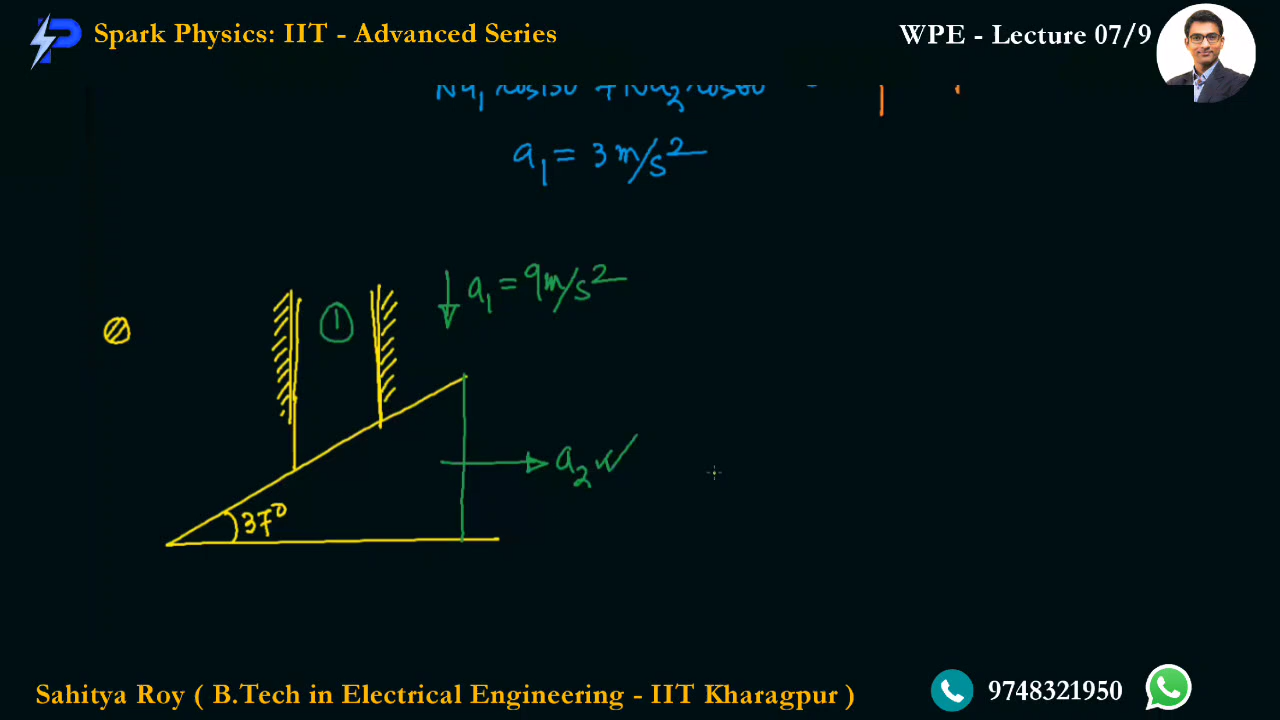 Spark Physics: IIT - Advanced Series
WPE - Lecture 07/9
a₁ = 3 m/s²
↓ a₁ = 9 m/s²
①
a₂
37°
Sahitya Roy ( B.Tech in Electrical Engineering - IIT Kharagpur )
9748321950